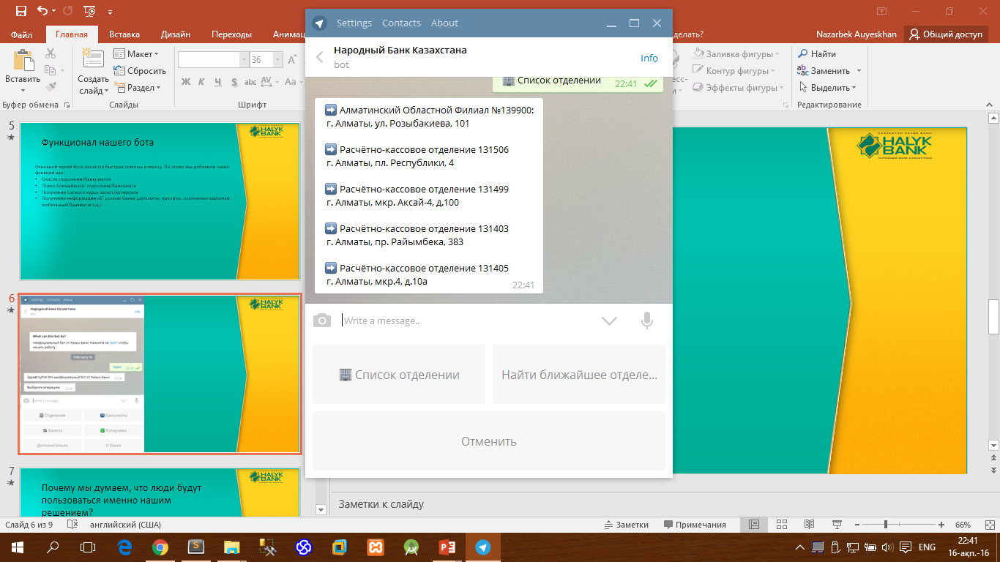 Settings Contacts About
Файл Главная Вставка Дизайн Переходы Анимац делать? Nazarbek Auyeskhan Общий доступ
Народный Банк Казахстана
bot
Info
Вставить
Создать
слайд
Макет
Сбросить
Раздел
36
Ж К Ч S abc AV Aa
Заливка фигуры
Контур фигуры
Эффекты фигуры
Найти
Заменить
Выделить
Буфер обмена Слайды Шрифт Редактирование
Список отделении 22:41
➡ Алматинский Областной Филиал №139900:
г. Алматы, ул. Розыбакиева, 101
➡ Расчётно-кассовое отделение 131506
г. Алматы, пл. Республики, 4
➡ Расчётно-кассовое отделение 131499
г. Алматы, мкр. Аксай-4, д.100
➡ Расчётно-кассовое отделение 131403
г. Алматы, пр. Райымбека, 383
➡ Расчётно-кассовое отделение 131405
г. Алматы, мкр.4, д.10а
22:41
Write a message..
Список отделении
Найти ближайшее отделе...
Отменить
5
Функционал нашего бота
HALYK
BANK
Основной идеей бота является быстрая помощь клиенту. По этому мы добавили такие
функции как:
• Список отделении/банкоматов
• Поиск ближайшего отделения/банкомата
• Получения свежого курса валют/котировок
• Получения информации об услугах банка (депозиты, кредиты, платежные карточки,
мобильный банкинг и т.д.)
6
Settings Contacts About
Народный Банк Казахстана
bot
Info
What can this bot do?
Неофициальный бот от Халык Банк! Нажмите на /start чтобы
начать работу
February 16
/start
Здравствуйте! Это неофициальный бот от Халык Банк!
Выберите операцию:
Write a message..
Отделения
Банкоматы
Валюта
Котировки
Дополнительно
О банке
HALYK
BANK
7
Почему мы думаем, что люди будут
пользоваться именно нашим
решением?
HALYK
BANK
HALYK
BANK
НАРОДНЫЙ БАНК КАЗАХСТАНА
Заметки к слайду
Слайд 6 из 9 английский (США) Заметки Примечания 66%
ENG
22:41
16-ақп.-16